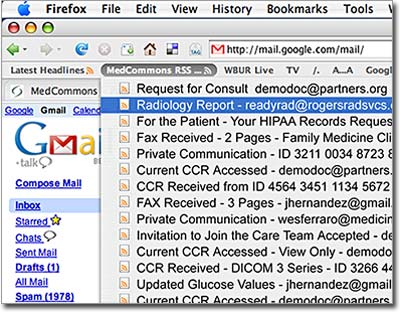 Firefox File Edit View History Bookmarks Tools
http://mail.google.com/mail/
Latest Headlines MedCommons RSS ... WBUR Live T... /. A... Za
MedCommons
Google Gmail Cale
Gmail
talk BE
Compose Mail
Inbox
Starred
Chats
Sent Mail
Drafts (1)
All Mail
Spam (1978)
Request for Consult demodoc@partners.org
Radiology Report - readyrad@rogersradsvcs.
For the Patient - Your HIPAA Records Reques
Fax Received - 2 Pages - Family Medicine Cli
Private Communication - ID 3211 0034 8723 8
Current CCR Accessed - demodoc@partners
CCR Received from ID 4564 3451 1134 5672
FAX Received - 3 Pages - jhernandez@gmail.
Private Communication - wesferraro@medicin
Invitation to Join the Care Team Accepted - de
Current CCR Accessed - View Only - demodoc
CCR Received - DICOM 3 Series - ID 3266 44
Updated Glucose Values - jhernandez@gmail.
Current CCR Accessed - demodoc@partners